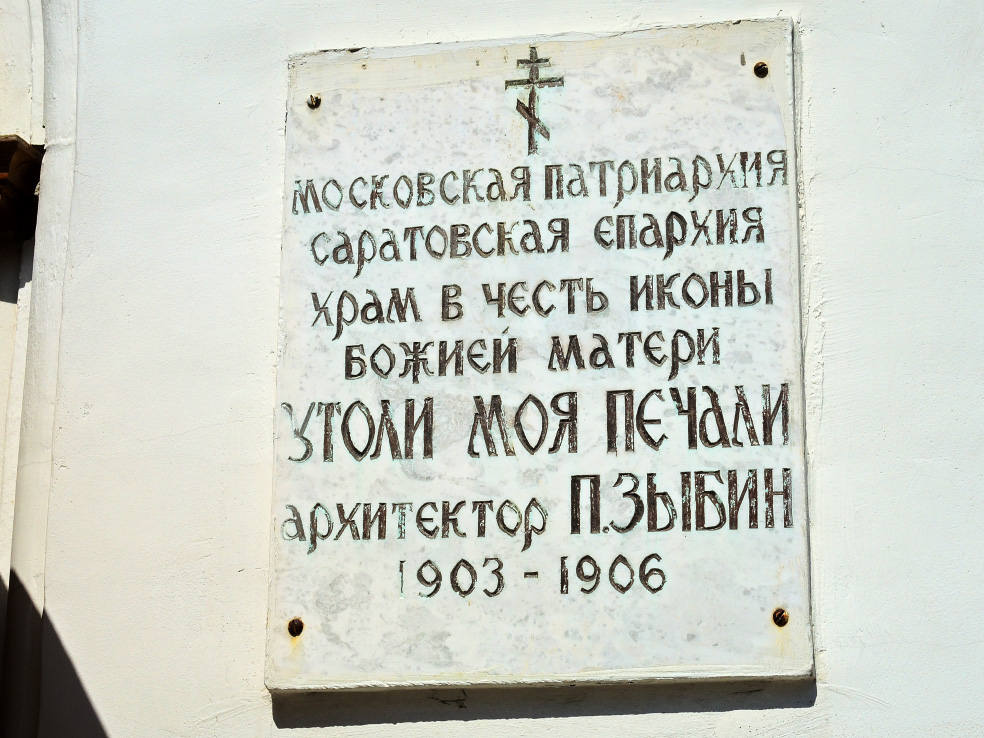 московская патриархия
саратовская епархия
храм в честь иконы
божией матери
утоли моя печали
архитектор П.Зыбин
1903 - 1906